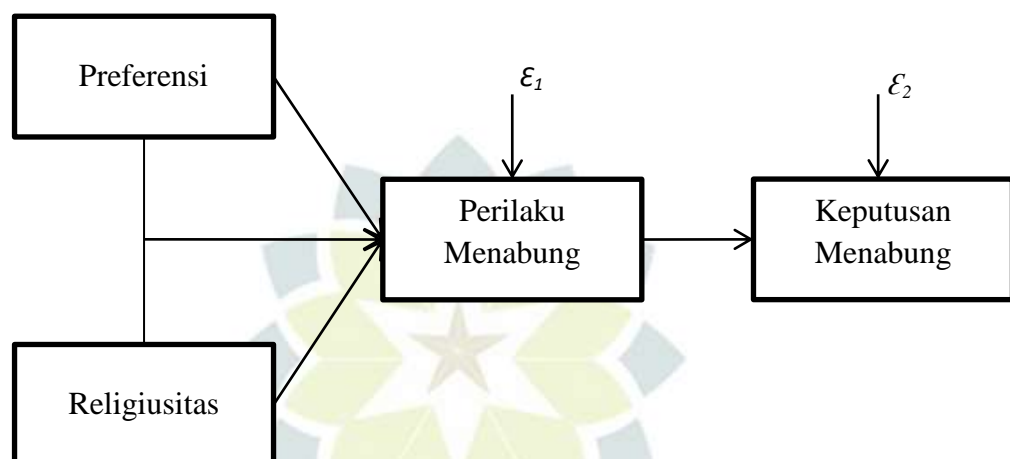 Preferensi
ε1
ε2
Perilaku
Menabung
Keputusan
Menabung
Religiusitas